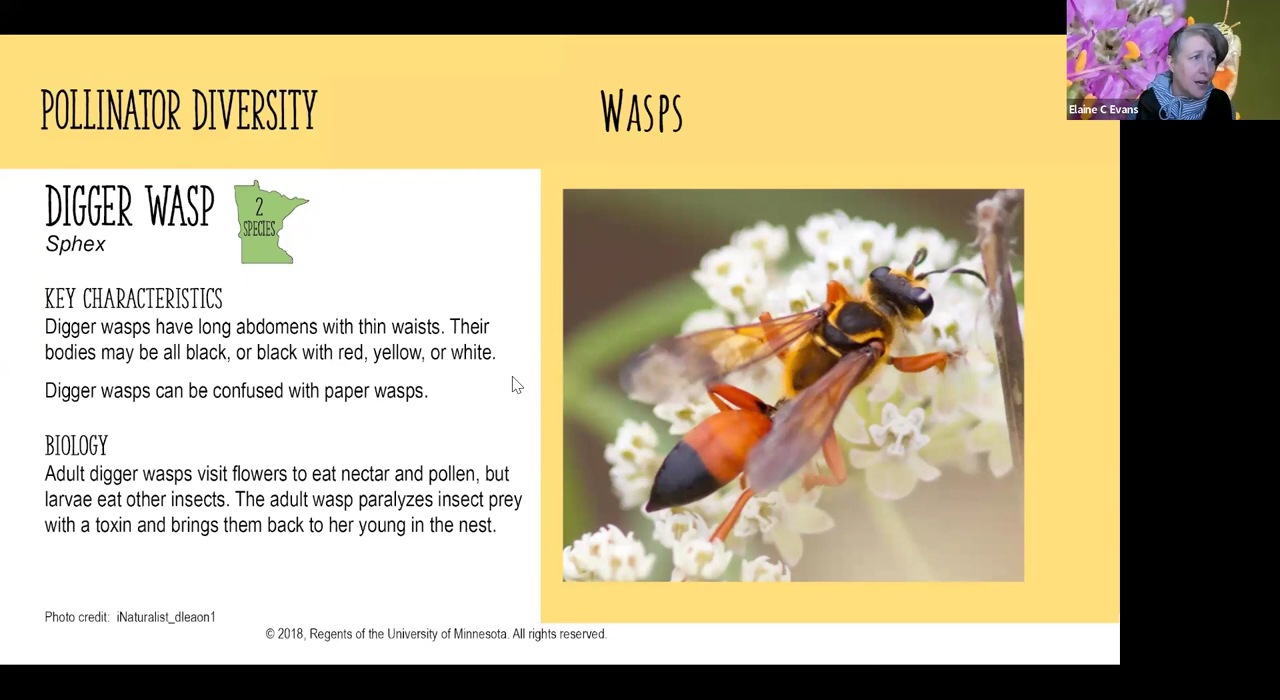 POLLINATOR DIVERSITY
WASPS
Elaine C Evans
DIGGER WASP
2
SPECIES
Sphex
KEY CHARACTERISTICS
Digger wasps have long abdomens with thin waists. Their
bodies may be all black, or black with red, yellow, or white.
Digger wasps can be confused with paper wasps.
BIOLOGY
Adult digger wasps visit flowers to eat nectar and pollen, but
larvae eat other insects. The adult wasp paralyzes insect prey
with a toxin and brings them back to her young in the nest.
Photo credit: iNaturalist_dleaon1
© 2018, Regents of the University of Minnesota. All rights reserved.